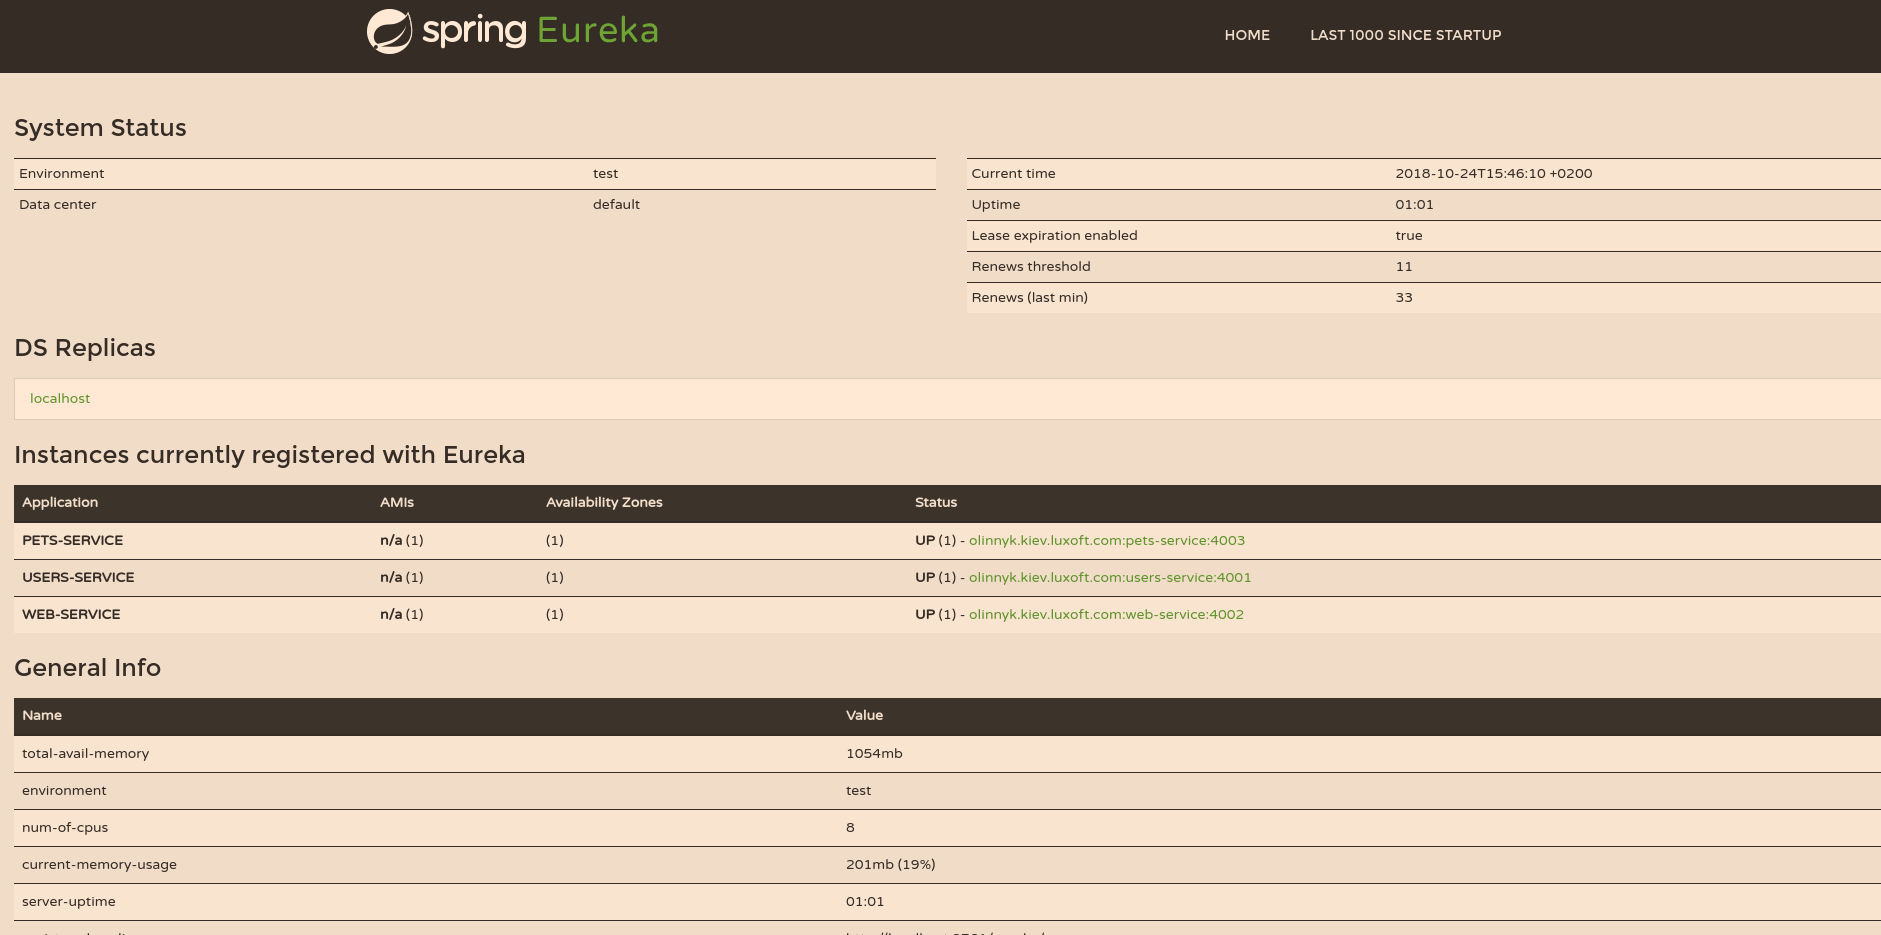 spring Eureka
HOME LAST 1000 SINCE STARTUP
System Status
Environment test
Data center default
Current time 2018-10-24T15:46:10 +0200
Uptime 01:01
Lease expiration enabled true
Renews threshold 11
Renews (last min) 33
DS Replicas
localhost
Instances currently registered with Eureka
Application AMIs Availability Zones Status
PETS-SERVICE n/a (1) (1) UP (1) - olinnyk.kiev.luxoft.com:pets-service:4003
USERS-SERVICE n/a (1) (1) UP (1) - olinnyk.kiev.luxoft.com:users-service:4001
WEB-SERVICE n/a (1) (1) UP (1) - olinnyk.kiev.luxoft.com:web-service:4002
General Info
Name Value
total-avail-memory 1054mb
environment test
num-of-cpus 8
current-memory-usage 201mb (19%)
server-uptime 01:01